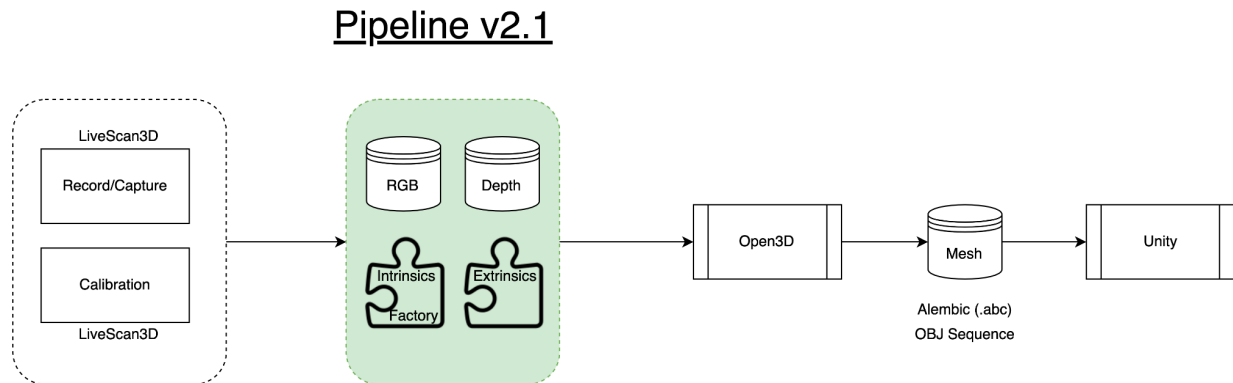 Pipeline v2.1
LiveScan3D
Record/Capture
Calibration
LiveScan3D
RGB
Depth
Intrinsics
Factory
Extrinsics
Open3D
Mesh
Alembic (.abc)
OBJ Sequence
Unity